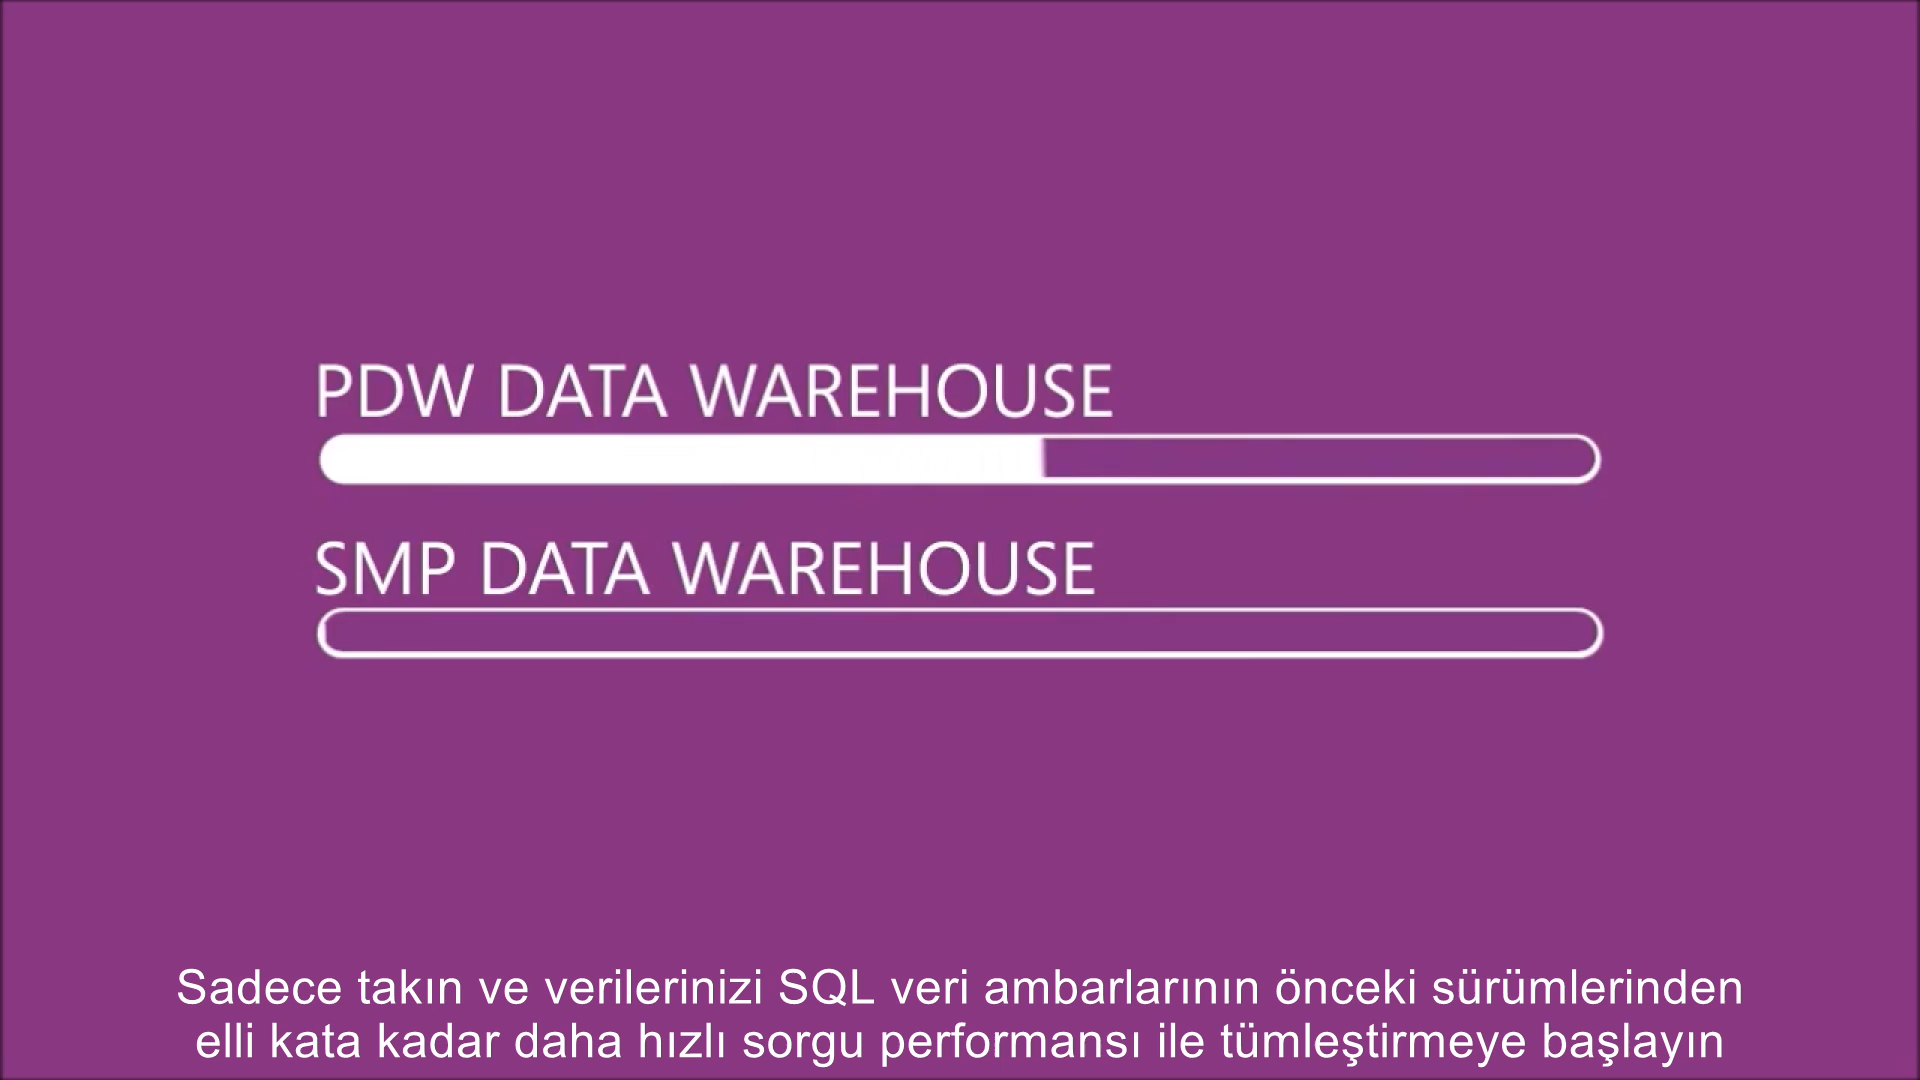 PDW DATA WAREHOUSE
SMP DATA WAREHOUSE
Sadece takın ve verilerinizi SQL veri ambarlarının önceki sürümlerinden
elli kata kadar daha hızlı sorgu performansı ile tümleştirmeye başlayın